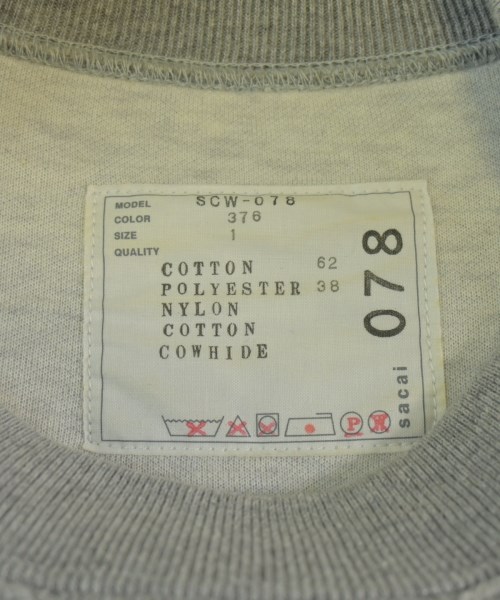 MODEL SCW-078
COLOR 376
SIZE 1
QUALITY
COTTON 62
POLYESTER 38
NYLON
COTTON
COWHIDE
P
W
078
sacai